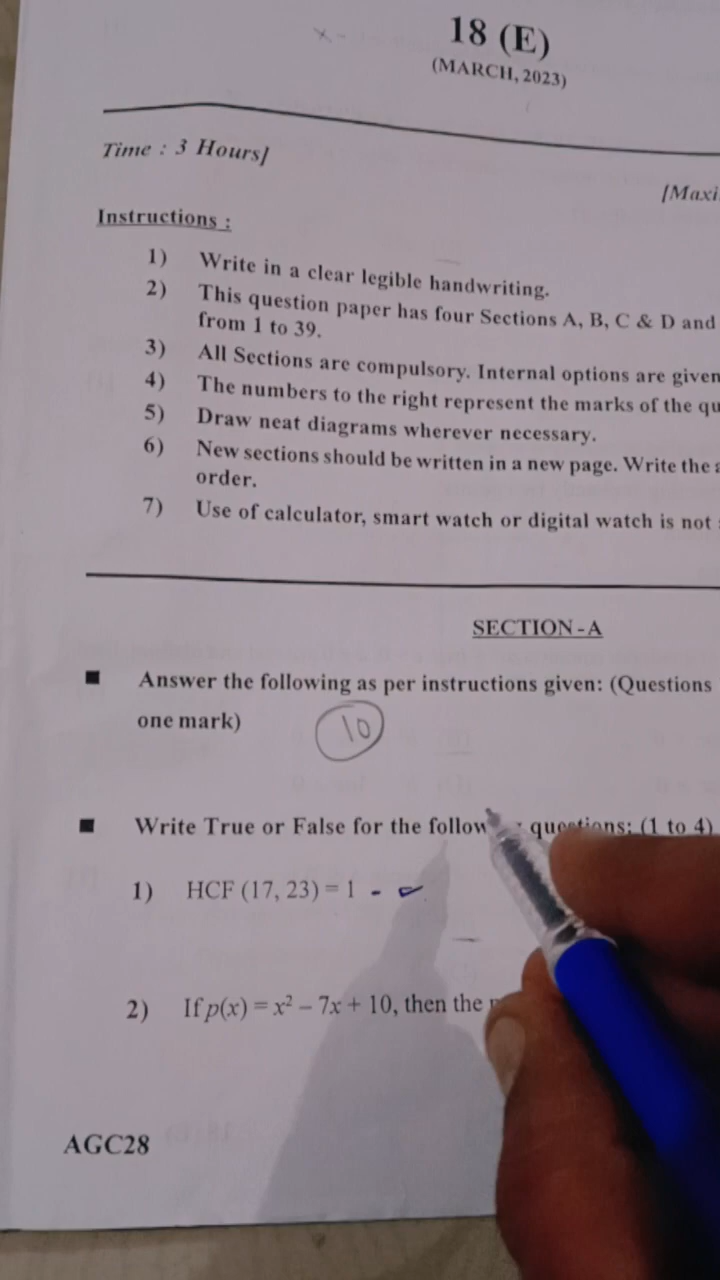 18 (E)
(MARCH, 2023)
Time : 3 Hours]
[Maxi
Instructions :
1) Write in a clear legible handwriting.
2) This question paper has four Sections A, B, C & D and
from 1 to 39.
3) All Sections are compulsory. Internal options are given
4) The numbers to the right represent the marks of the qu
5) Draw neat diagrams wherever necessary.
6) New sections should be written in a new page. Write the a
order.
7) Use of calculator, smart watch or digital watch is not
SECTION - A
■ Answer the following as per instructions given: (Questions
one mark)
10
■ Write True or False for the follow questions: (1 to 4)
1) HCF (17, 23) = 1 -
2) If p(x) = x² – 7x + 10, then the
AGC28